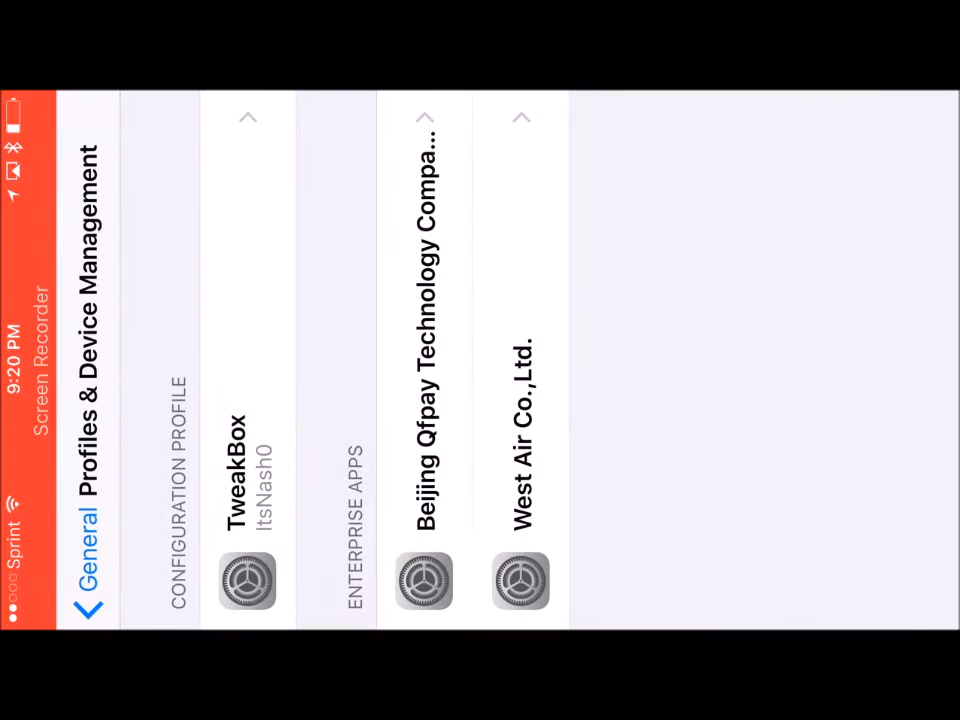 Sprint 9:20 PM
Screen Recorder
General Profiles & Device Management
CONFIGURATION PROFILE
TweakBox
ItsNash0
ENTERPRISE APPS
Beijing Qfpay Technology Compa...
West Air Co.,Ltd.